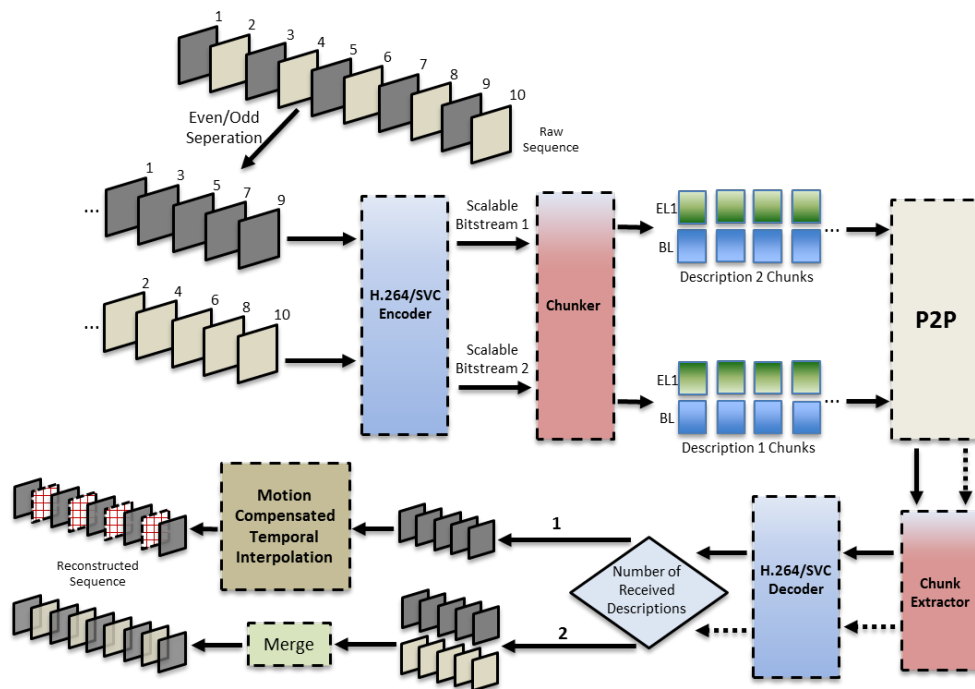 1
2
3
4
5
6
7
8
9
10
Even/Odd
Seperation
Raw
Sequence
...
1
3
5
7
9
...
2
4
6
8
10
H.264/SVC
Encoder
Scalable
Bitstream 1
Scalable
Bitstream 2
Chunker
EL1
BL
...
Description 2 Chunks
EL1
BL
...
Description 1 Chunks
P2P
Motion
Compensated
Temporal
Interpolation
Reconstructed
Sequence
Merge
1
2
Number of
Received
Descriptions
H.264/SVC
Decoder
Chunk
Extractor